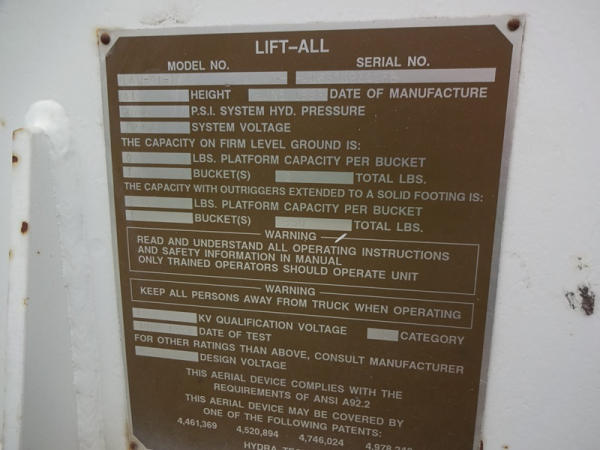 LIFT-ALL
MODEL NO. SERIAL NO.
HEIGHT DATE OF MANUFACTURE
P.S.I. SYSTEM HYD. PRESSURE
SYSTEM VOLTAGE
THE CAPACITY ON FIRM LEVEL GROUND IS:
LBS. PLATFORM CAPACITY PER BUCKET
BUCKET(S) TOTAL LBS.
THE CAPACITY WITH OUTRIGGERS EXTENDED TO A SOLID FOOTING IS:
LBS. PLATFORM CAPACITY PER BUCKET
BUCKET(S) TOTAL LBS.
WARNING
READ AND UNDERSTAND ALL OPERATING INSTRUCTIONS
AND SAFETY INFORMATION IN MANUAL
ONLY TRAINED OPERATORS SHOULD OPERATE UNIT
WARNING
KEEP ALL PERSONS AWAY FROM TRUCK WHEN OPERATING
KV QUALIFICATION VOLTAGE CATEGORY
DATE OF TEST
FOR OTHER RATINGS THAN ABOVE, CONSULT MANUFACTURER
DESIGN VOLTAGE
THIS AERIAL DEVICE COMPLIES WITH THE
REQUIREMENTS OF ANSI A92.2
THIS AERIAL DEVICE MAY BE COVERED BY
ONE OF THE FOLLOWING PATENTS:
4,461,369 4,520,894 4,746,024
HYDRA